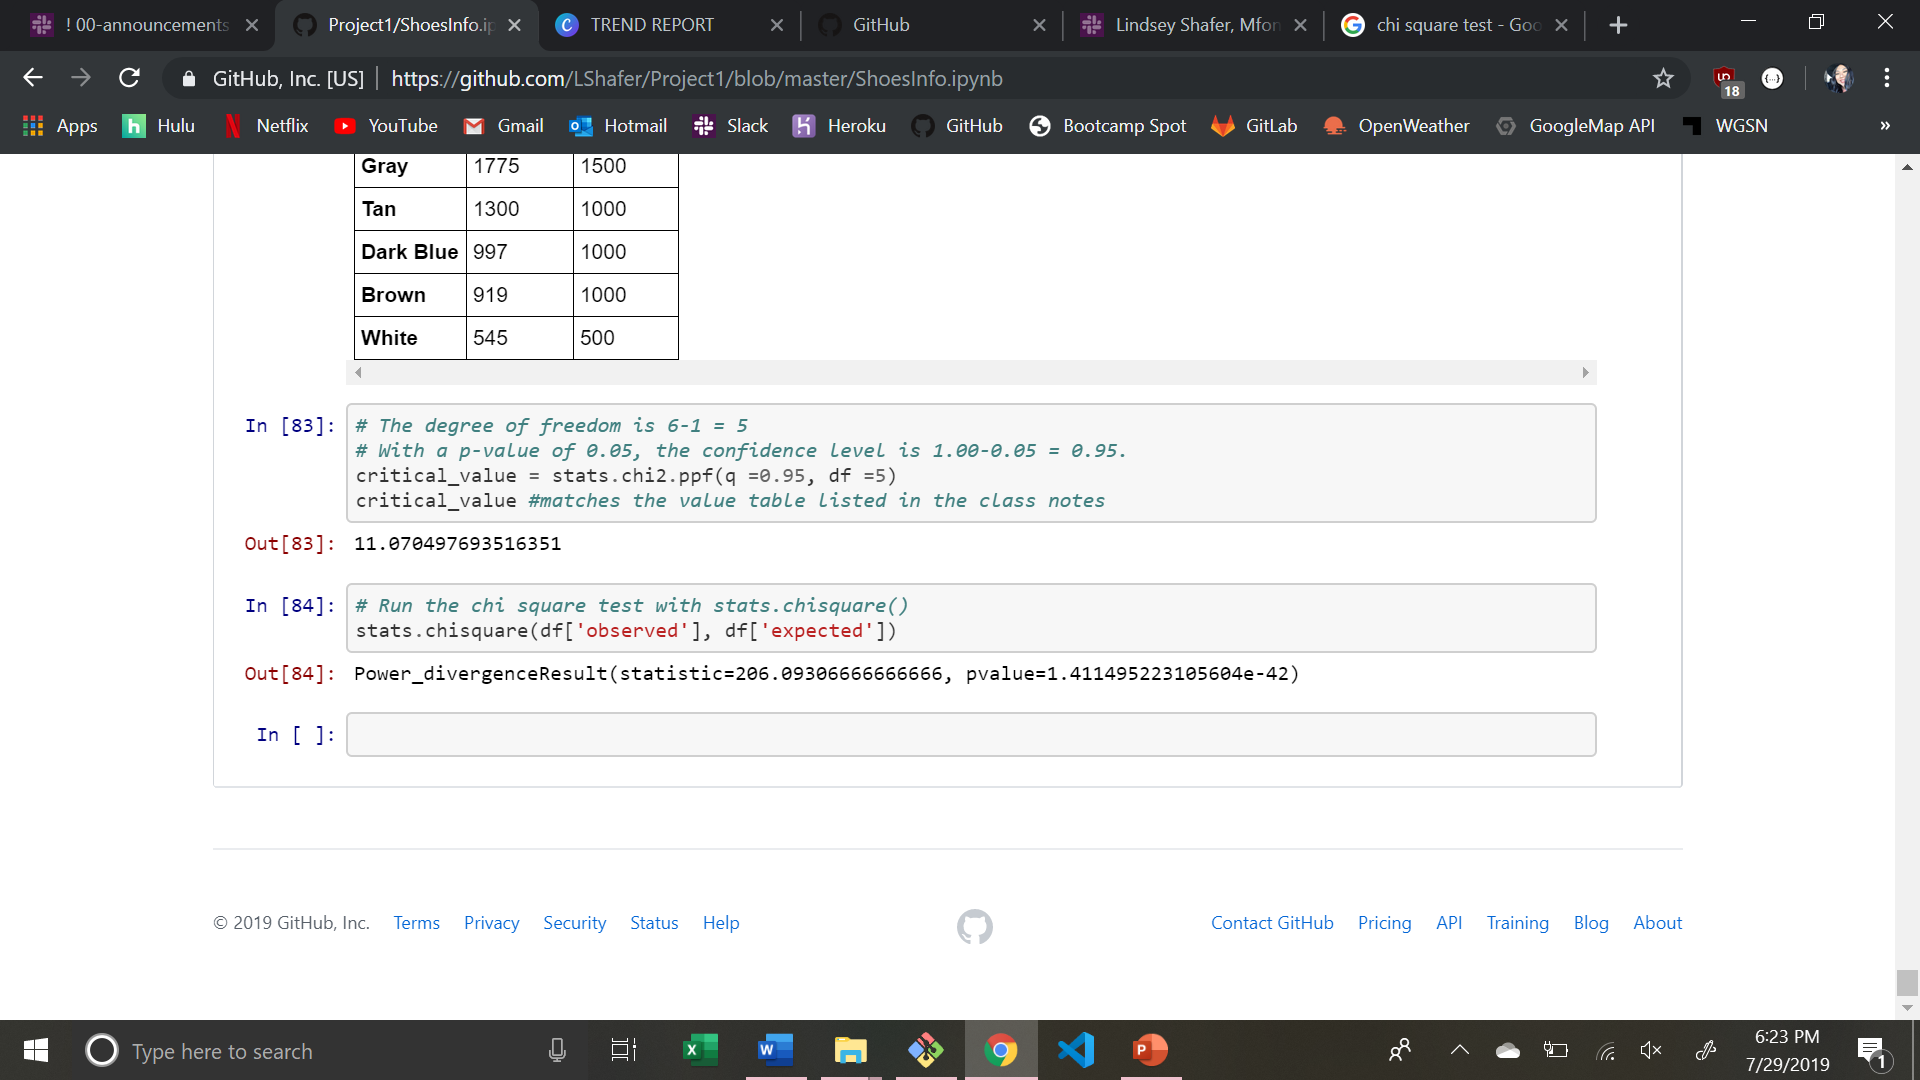 ! 00-announcements
Project1/ShoesInfo.ip
TREND REPORT
GitHub
Lindsey Shafer, Mfon
chi square test - Goo
GitHub, Inc. [US]
https://github.com/LShafer/Project1/blob/master/ShoesInfo.ipynb
18
Apps
Hulu
Netflix
YouTube
Gmail
Hotmail
Slack
Heroku
GitHub
Bootcamp Spot
GitLab
OpenWeather
GoogleMap API
WGSN
»
Gray 1775 1500
Tan 1300 1000
Dark Blue 997 1000
Brown 919 1000
White 545 500
In [83]: # The degree of freedom is 6-1 = 5
# With a p-value of 0.05, the confidence level is 1.00-0.05 = 0.95.
critical_value = stats.chi2.ppf(q =0.95, df =5)
critical_value #matches the value table listed in the class notes
Out[83]: 11.070497693516351
In [84]: # Run the chi square test with stats.chisquare()
stats.chisquare(df['observed'], df['expected'])
Out[84]: Power_divergenceResult(statistic=206.09306666666666, pvalue=1.411495223105604e-42)
In [ ]:
© 2019 GitHub, Inc. Terms Privacy Security Status Help
Contact GitHub Pricing API Training Blog About
Type here to search
6:23 PM
7/29/2019
1